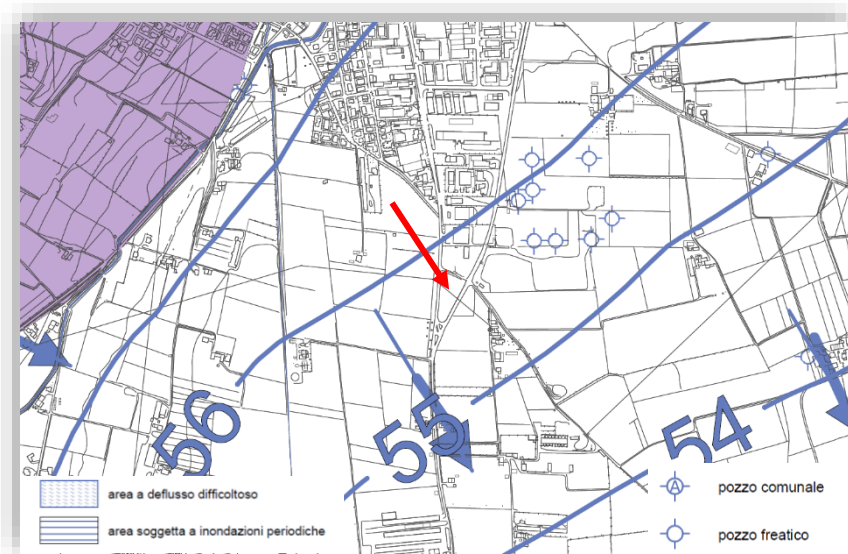 56
55
54
area a deflusso difficoltoso
area soggetta a inondazioni periodiche
A pozzo comunale
pozzo freatico